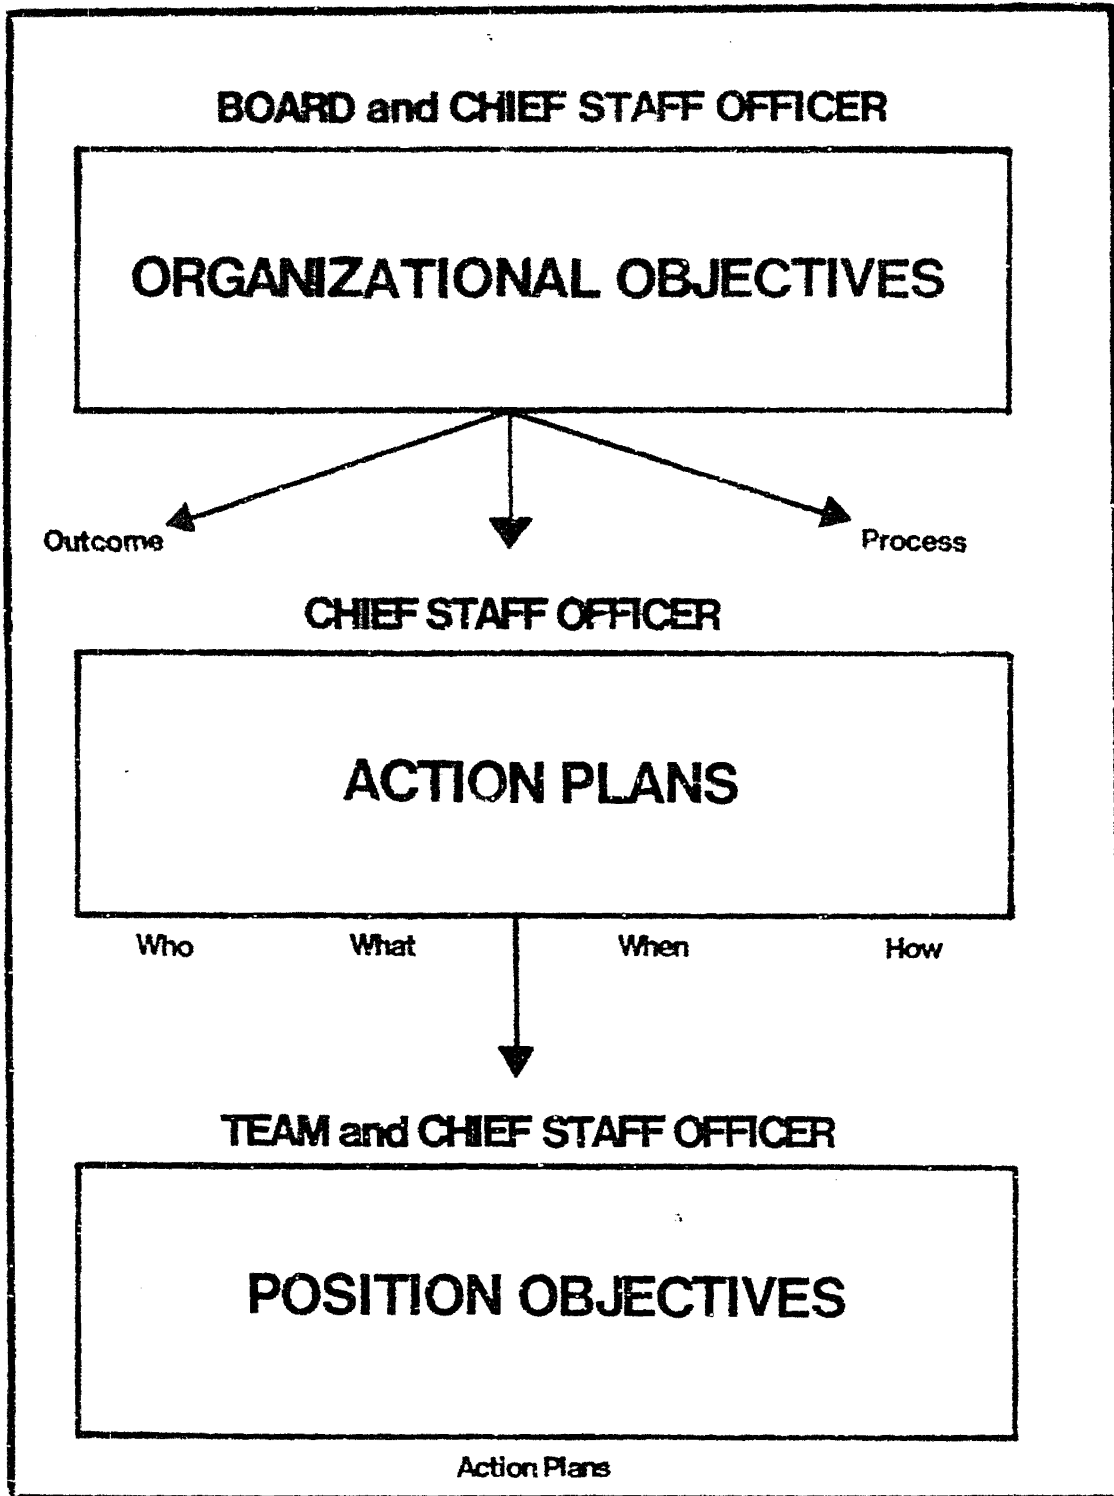 BOARD and CHIEF STAFF OFFICER
ORGANIZATIONAL OBJECTIVES
Outcome
Process
CHIEF STAFF OFFICER
ACTION PLANS
Who What When How
TEAM and CHIEF STAFF OFFICER
POSITION OBJECTIVES
Action Plans